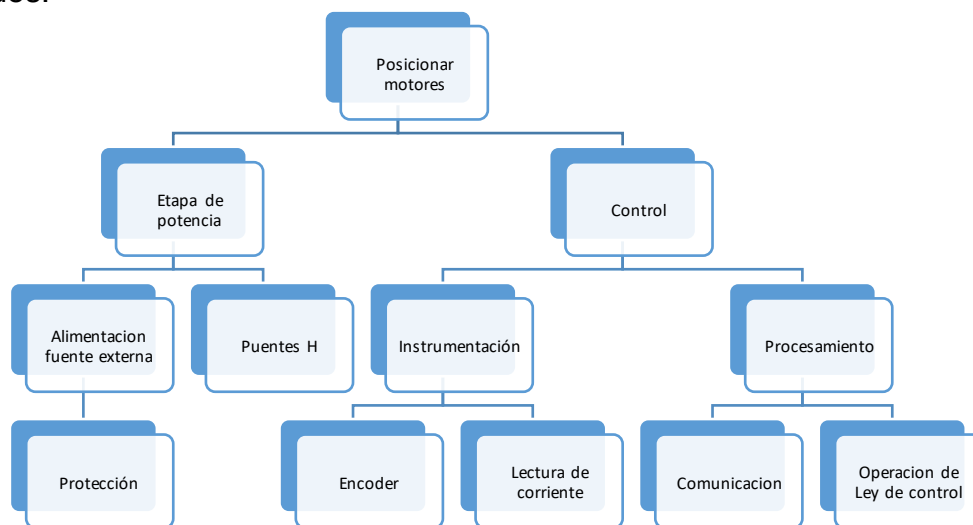 Posicionar
motores
Etapa de
potencia
Control
Alimentacion
fuente externa
Puentes H
Instrumentación
Procesamiento
Protección
Encoder
Lectura de
corriente
Comunicacion
Operacion de
Ley de control